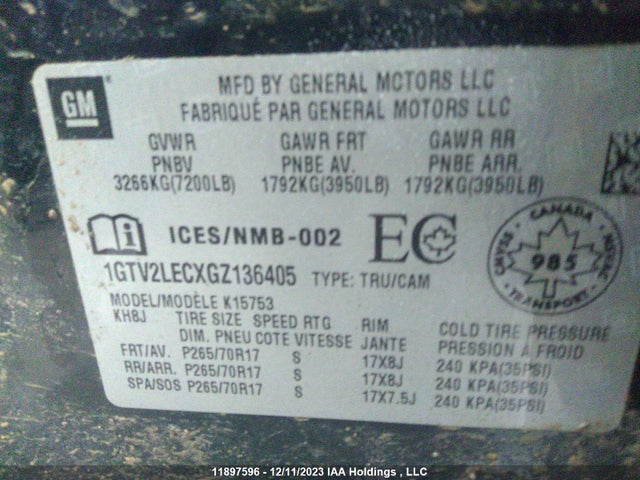 GM
MFD BY GENERAL MOTORS LLC
FABRIQUÉ PAR GENERAL MOTORS LLC
GVWR GAWR FRT GAWR RR
PNBV PNBE AV. PNBE ARR.
3266KG(7200LB) 1792KG(3950LB) 1792KG(3950LB)
ICES/NMB-002 EC
CANADA
CMVSS 985 NSVAC
TRANSPORT
1GTV2LECXGZ136405 TYPE: TRU/CAM
MODEL/MODÈLE K15753
KH8J TIRE SIZE SPEED RTG RIM COLD TIRE PRESSURE
DIM. PNEU COTE VITESSE JANTE PRESSION A FROID
FRT/AV. P265/70R17 S 17X8J 240 KPA(35PSI)
RR/ARR. P265/70R17 S 17X8J 240 KPA(35PSI)
SPA/SOS P265/70R17 S 17X7.5J 240 KPA(35PSI)
11897596 - 12/11/2023 IAA Holdings , LLC